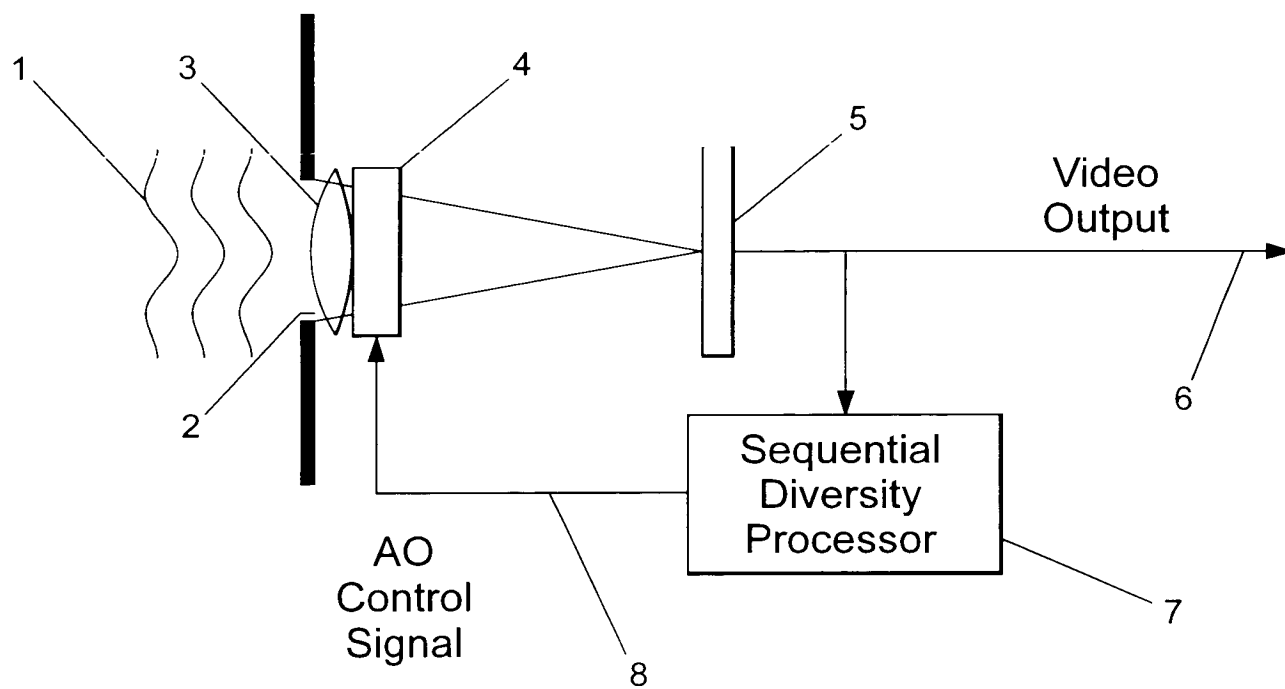 1
3
4
5
Video
Output
2
6
Sequential
Diversity
Processor
AO
Control
Signal
7
8